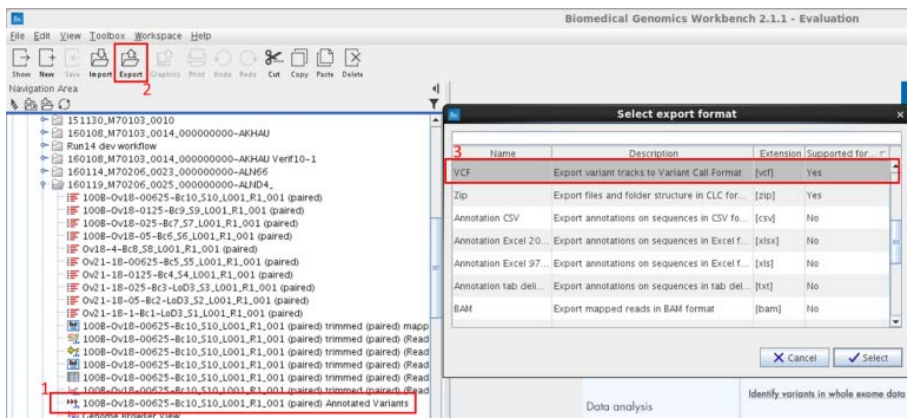 Biomedical Genomics Workbench 2.1.1 - Evaluation
File Edit View Toolbox Workspace Help
Show New Save Import Export Graphics Print Undo Redo Cut Copy Paste Delete
2
Navigation Area
151130_M70103_0010
160108_M70103_0014_000000000-AKHAU
Run14 dev workflow
160108_M70103_0014_000000000-AKHAU Verif10-1
160114_M70206_0023_000000000-ALN66
160119_M70206_0025_000000000-ALND4_
100B-Ov18-00625-Bc10_S10_L001_R1_001 (paired)
100B-Ov18-0125-Bc9_S9_L001_R1_001 (paired)
100B-Ov18-025-Bc7_S7_L001_R1_001 (paired)
100B-Ov18-05-Bc6_S6_L001_R1_001 (paired)
Ov18-4-Bc8_S8_L001_R1_001 (paired)
Ov21-18-00625-Bc5_S5_L001_R1_001 (paired)
Ov21-18-0125-Bc4_S4_L001_R1_001 (paired)
Ov21-18-025-Bc3-LoD3_S3_L001_R1_001 (paired)
Ov21-18-05-Bc2-LoD3_S2_L001_R1_001 (paired)
Ov21-18-1-Bc1-LoD3_S1_L001_R1_001 (paired)
100B-Ov18-00625-Bc10_S10_L001_R1_001 (paired) trimmed (paired) mapp
100B-Ov18-00625-Bc10_S10_L001_R1_001 (paired) trimmed (paired) (Read
100B-Ov18-00625-Bc10_S10_L001_R1_001 (paired) trimmed (paired) (Read
100B-Ov18-00625-Bc10_S10_L001_R1_001 (paired) trimmed (paired) (Read
100B-Ov18-00625-Bc10_S10_L001_R1_001 (paired) trimmed (paired) (Read
100B-Ov18-00625-Bc10_S10_L001_R1_001 (paired) trimmed (paired) (Read
1
100B-Ov18-00625-Bc10_S10_L001_R1_001 (paired) Annotated Variants
Genome Browser View
Select export format
3
Name Description Extension Supported for...
VCF Export variant tracks to Variant Call Format [vcf] Yes
Zip Export files and folder structure in CLC for... [zip] Yes
Annotation CSV Export annotations on sequences in CSV fo... [csv] No
Annotation Excel 20... Export annotations on sequences in Excel f... [xlsx] No
Annotation Excel 97... Export annotations on sequences in Excel f... [xls] No
Annotation tab deli... Export annotations on sequences in tab del... [txt] No
BAM Export mapped reads in BAM format [bam] No
Cancel Select
Data analysis
Identify variants in whole exome data